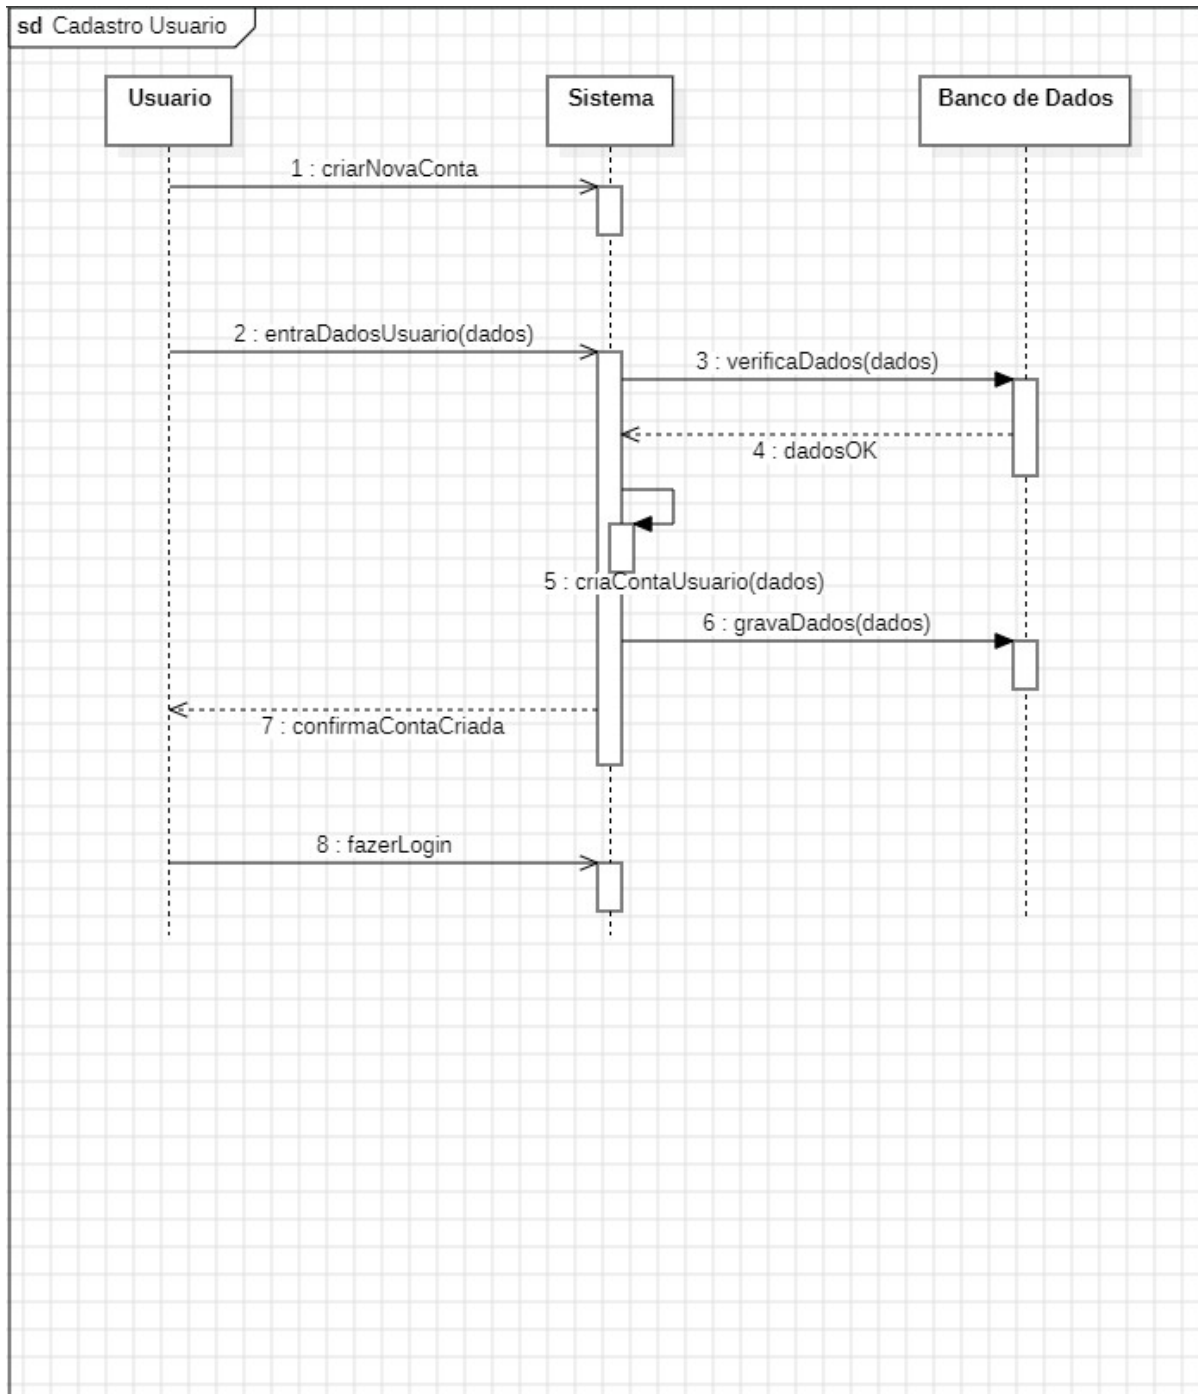 sd Cadastro Usuario
Usuario
Sistema
Banco de Dados
1 : criarNovaConta
2 : entraDadosUsuario(dados)
3 : verificaDados(dados)
4 : dadosOK
5 : criaContaUsuario(dados)
6 : gravaDados(dados)
7 : confirmaContaCriada
8 : fazerLogin